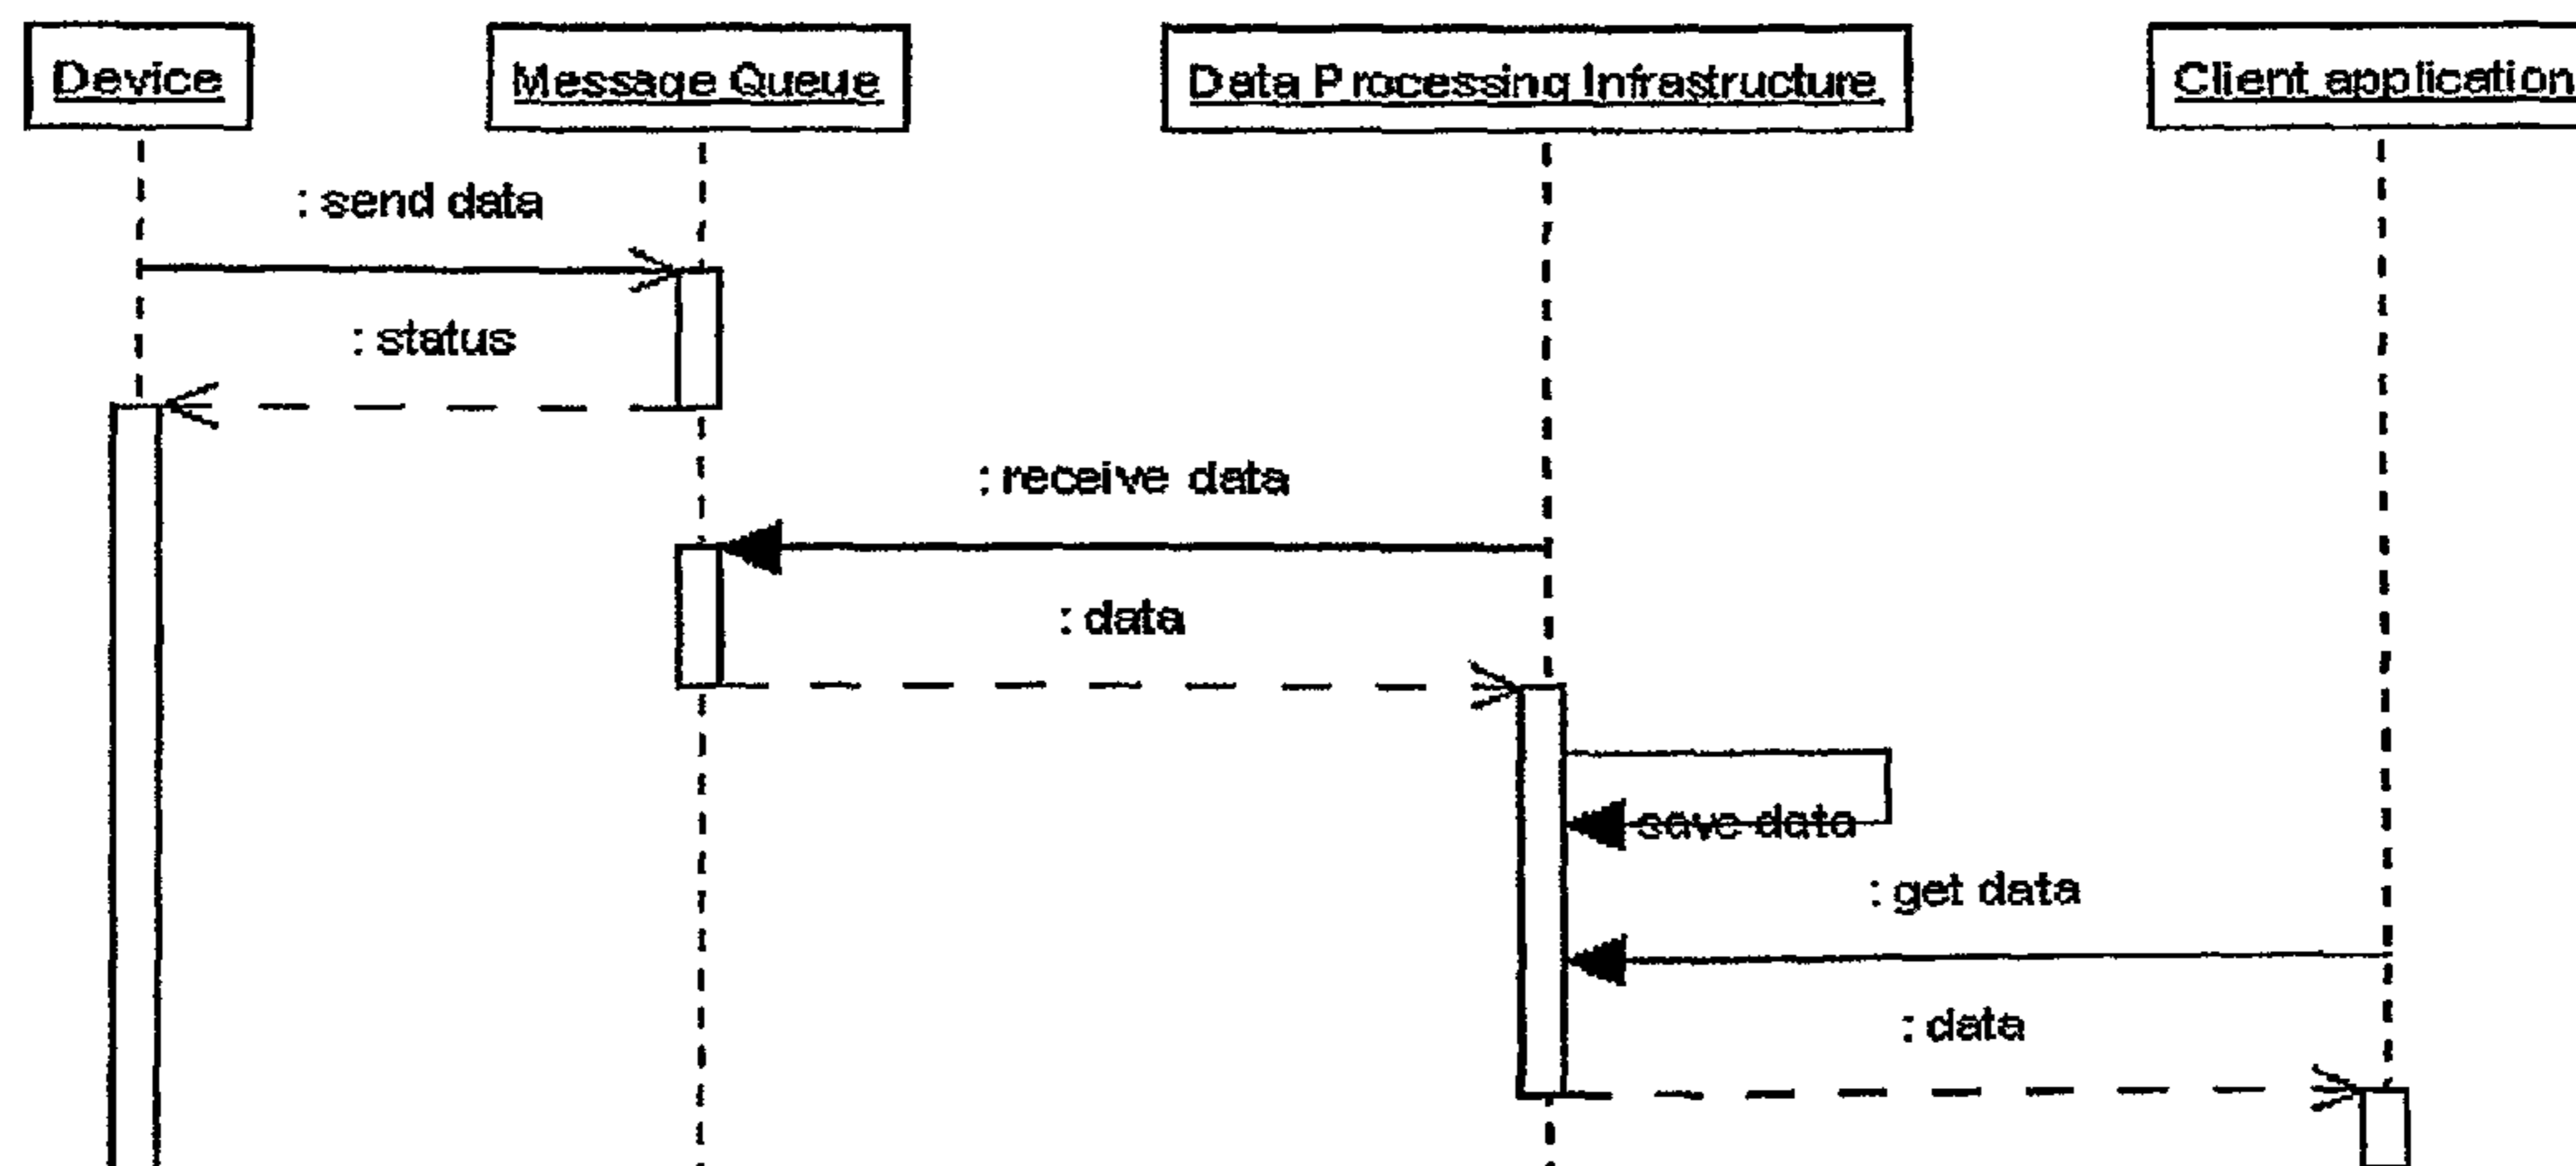 Device
Message Queue
Data Processing Infrastructure
Client application
: send data
: status
: receive data
: data
save data
: get data
: data